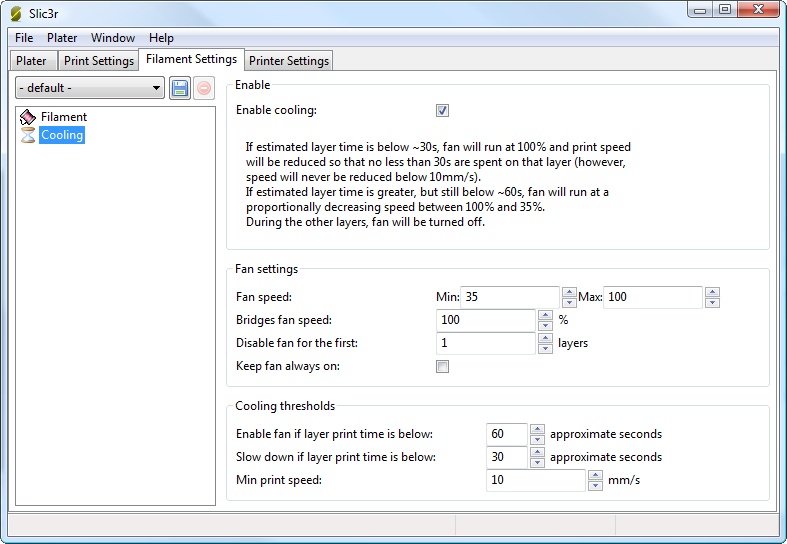 Slic3r
File Plater Window Help
Plater Print Settings Filament Settings Printer Settings
- default -
Filament
Cooling
Enable
Enable cooling:
If estimated layer time is below ~30s, fan will run at 100% and print speed
will be reduced so that no less than 30s are spent on that layer (however,
speed will never be reduced below 10mm/s).
If estimated layer time is greater, but still below ~60s, fan will run at a
proportionally decreasing speed between 100% and 35%.
During the other layers, fan will be turned off.
Fan settings
Fan speed: Min: 35 Max: 100
Bridges fan speed: 100 %
Disable fan for the first: 1 layers
Keep fan always on:
Cooling thresholds
Enable fan if layer print time is below: 60 approximate seconds
Slow down if layer print time is below: 30 approximate seconds
Min print speed: 10 mm/s